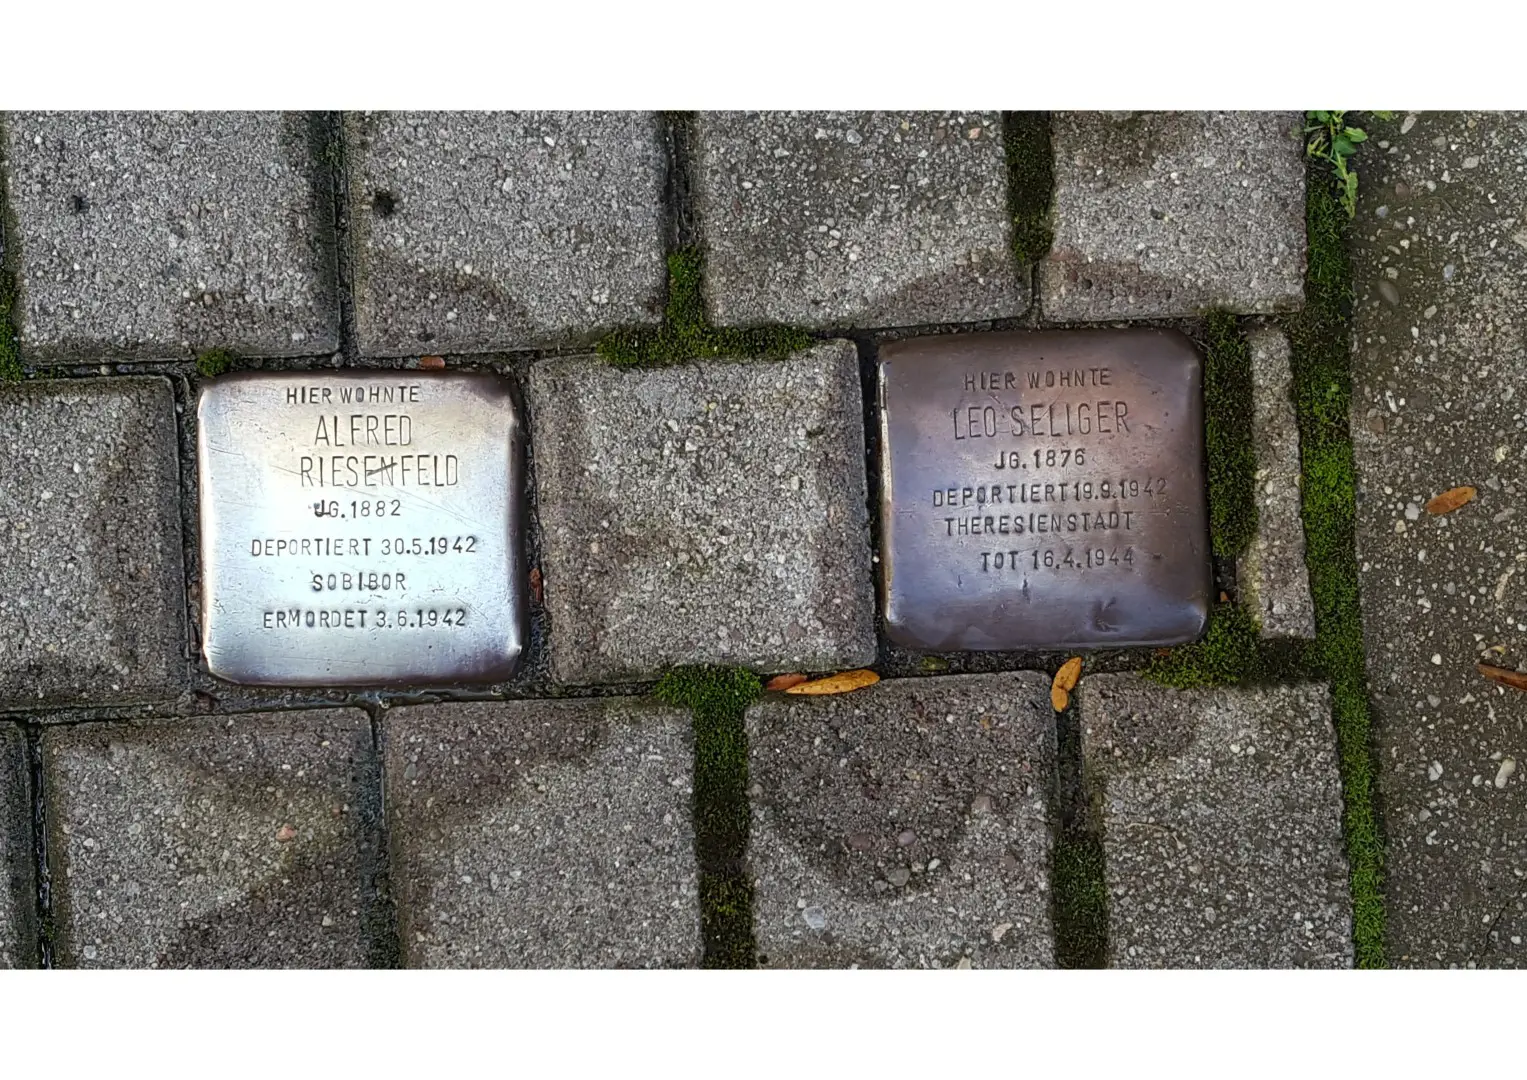 HIER WOHNTE
ALFRED
RIESENFELD
JG. 1882
DEPORTIERT 30.5.1942
SOBIBOR
ERMORDET 3.6.1942
HIER WOHNTE
LEO SELIGER
JG. 1876
DEPORTIERT 19.9.1942
THERESIENSTADT
TOT 16.4.1944